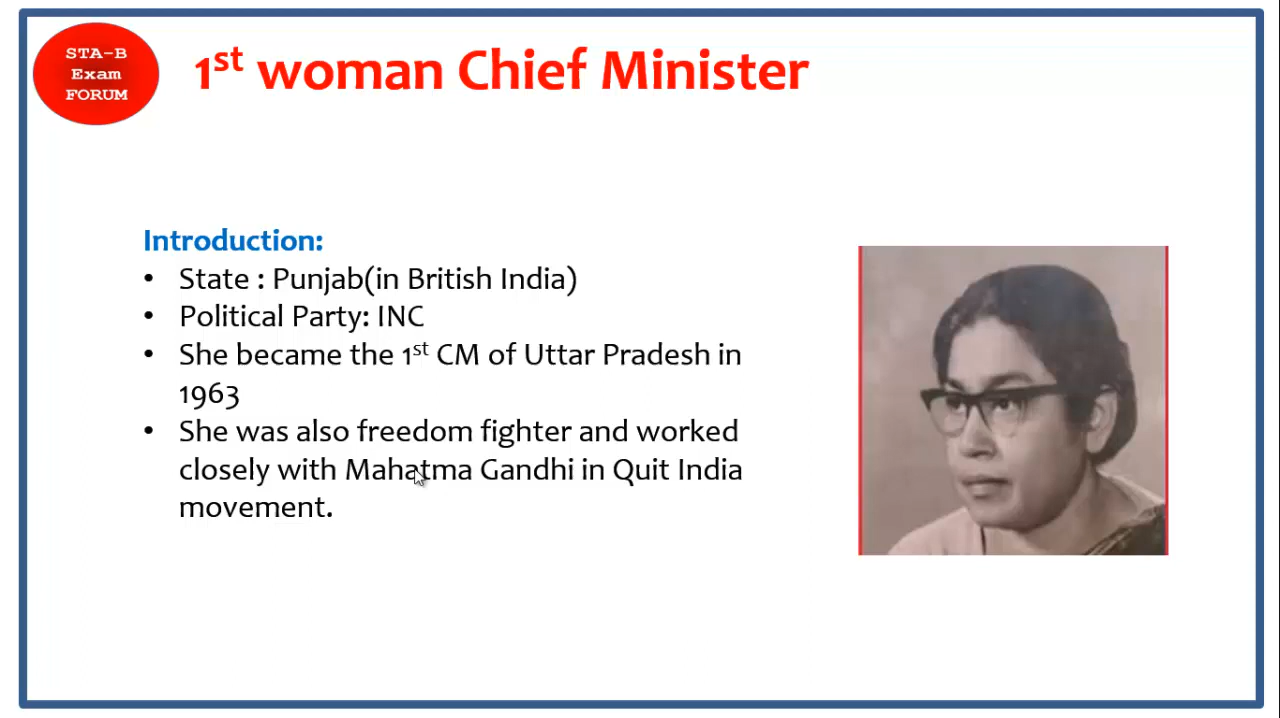 STA-B
Exam
FORUM
1st woman Chief Minister
Introduction:
• State : Punjab(in British India)
• Political Party: INC
• She became the 1st CM of Uttar Pradesh in
1963
• She was also freedom fighter and worked
closely with Mahatma Gandhi in Quit India
movement.